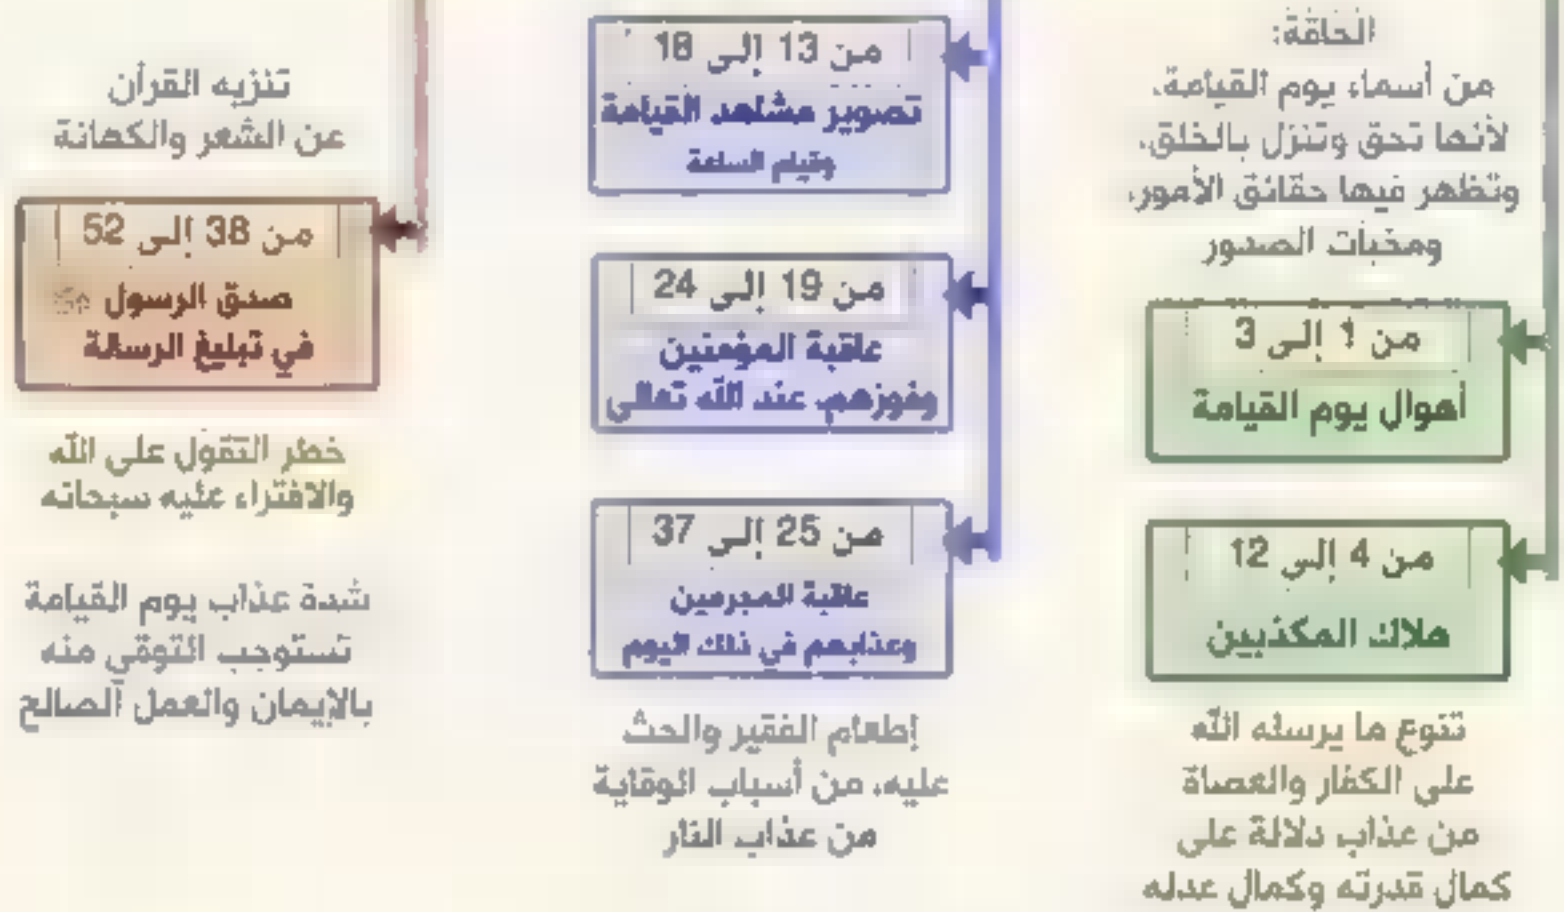 الحاقة:
من أسماء يوم القيامة،
لأنها تحق وتنزل بالخلق،
وتظهر فيها حقائق الأمور،
ومخبآت الصدور
من 1 إلى 3
أهوال يوم القيامة
من 4 إلى 12
هلاك المكذبين
تنوع ما يرسله الله
على الكفار والعصاة
من عذاب دلالة على
كمال قدرته وكمال عدله
من 13 إلى 18
تصوير مشاهد القيامة
وقيام الساعة
من 19 إلى 24
عاقبة المؤمنين
وفوزهم عند الله تعالى
من 25 إلى 37
عاقبة المجرمين
وعذابهم في ذلك اليوم
إطعام الفقير والحث
عليه، من أسباب الوقاية
من عذاب النار
تنزيه القرآن
عن الشعر والكهانة
من 38 إلى 52
صدق الرسول ﷺ
في تبليغ الرسالة
خطر التقول على الله
والافتراء عليه سبحانه
شدة عذاب يوم القيامة
تستوجب التوقي منه
بالإيمان والعمل الصالح